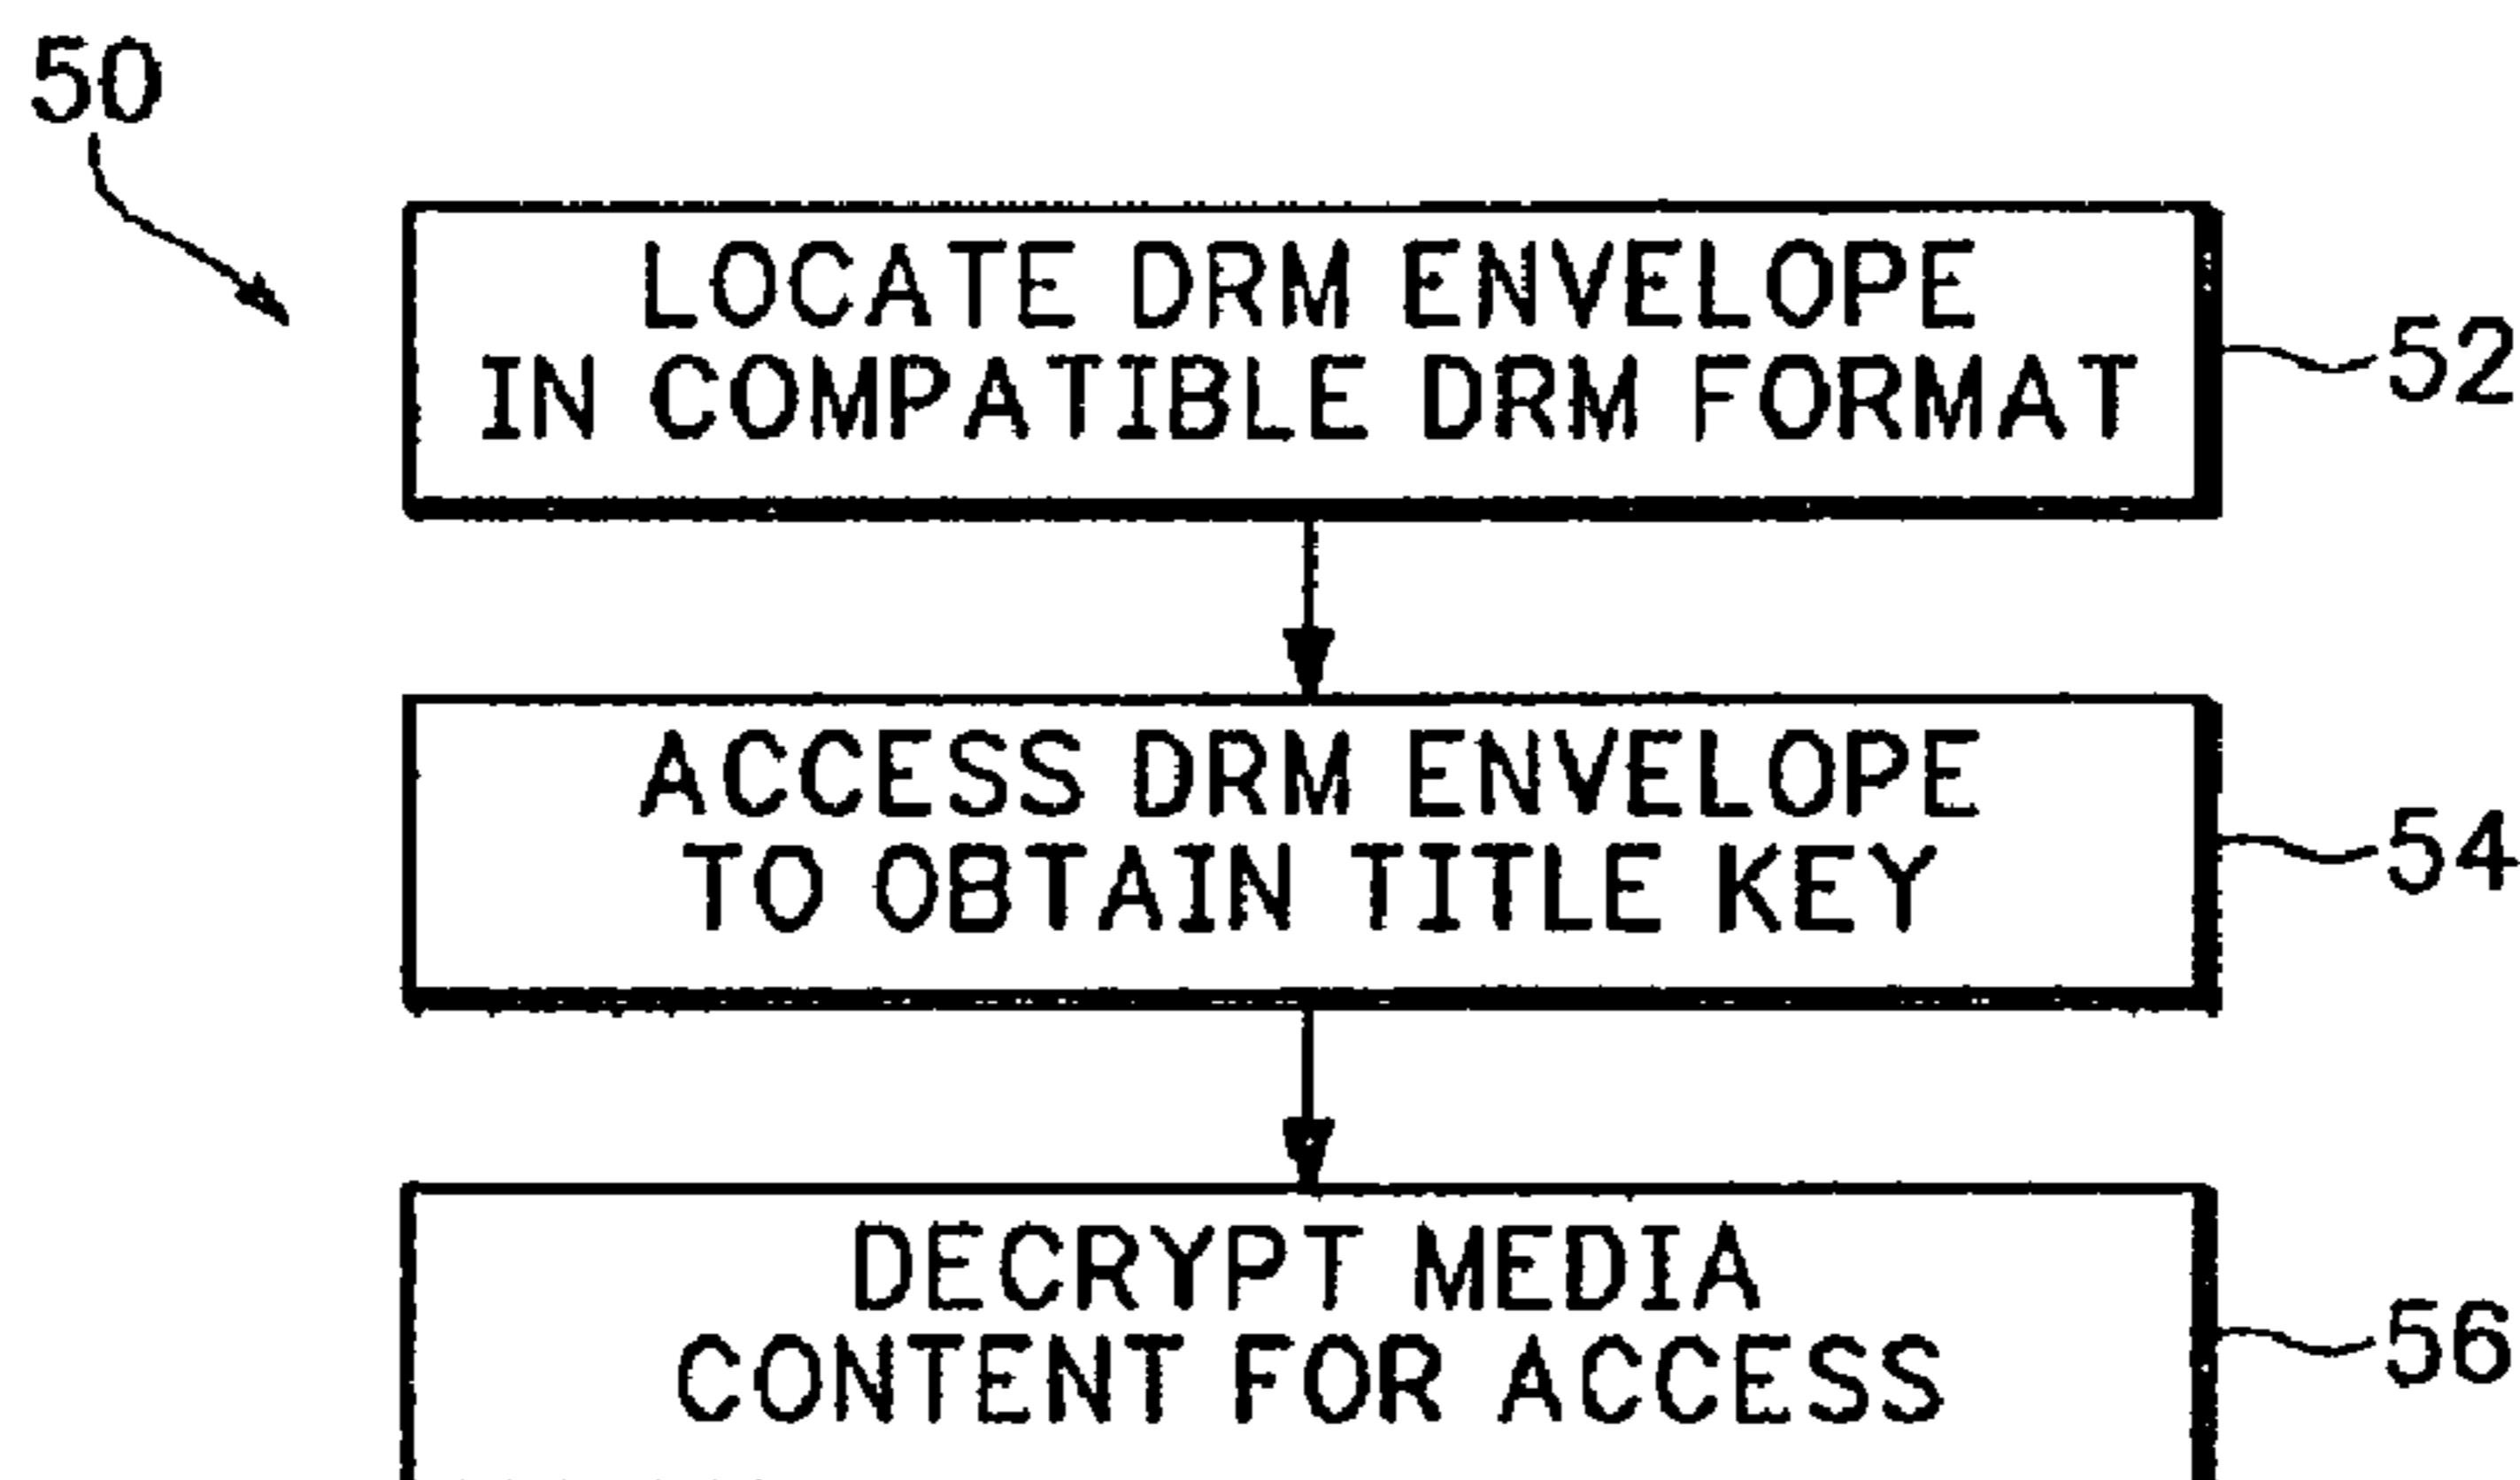 50
LOCATE DRM ENVELOPE
IN COMPATIBLE DRM FORMAT
52
ACCESS DRM ENVELOPE
TO OBTAIN TITLE KEY
54
DECRYPT MEDIA
CONTENT FOR ACCESS
56